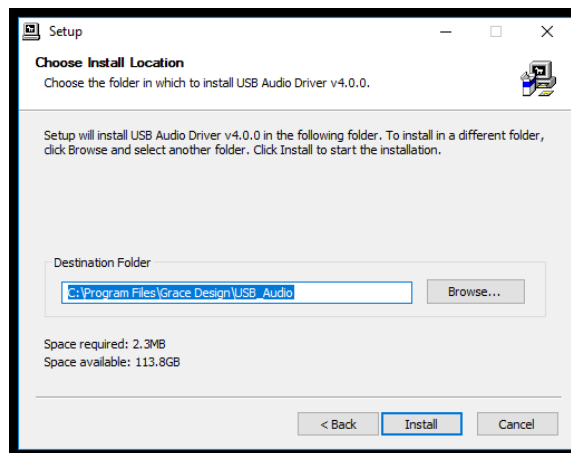 Setup
Choose Install Location
Choose the folder in which to install USB Audio Driver v4.0.0.
Setup will install USB Audio Driver v4.0.0 in the following folder. To install in a different folder,
click Browse and select another folder. Click Install to start the installation.
Destination Folder
C:\Program Files\Grace Design\USB_Audio
Browse...
Space required: 2.3MB
Space available: 113.8GB
< Back
Install
Cancel